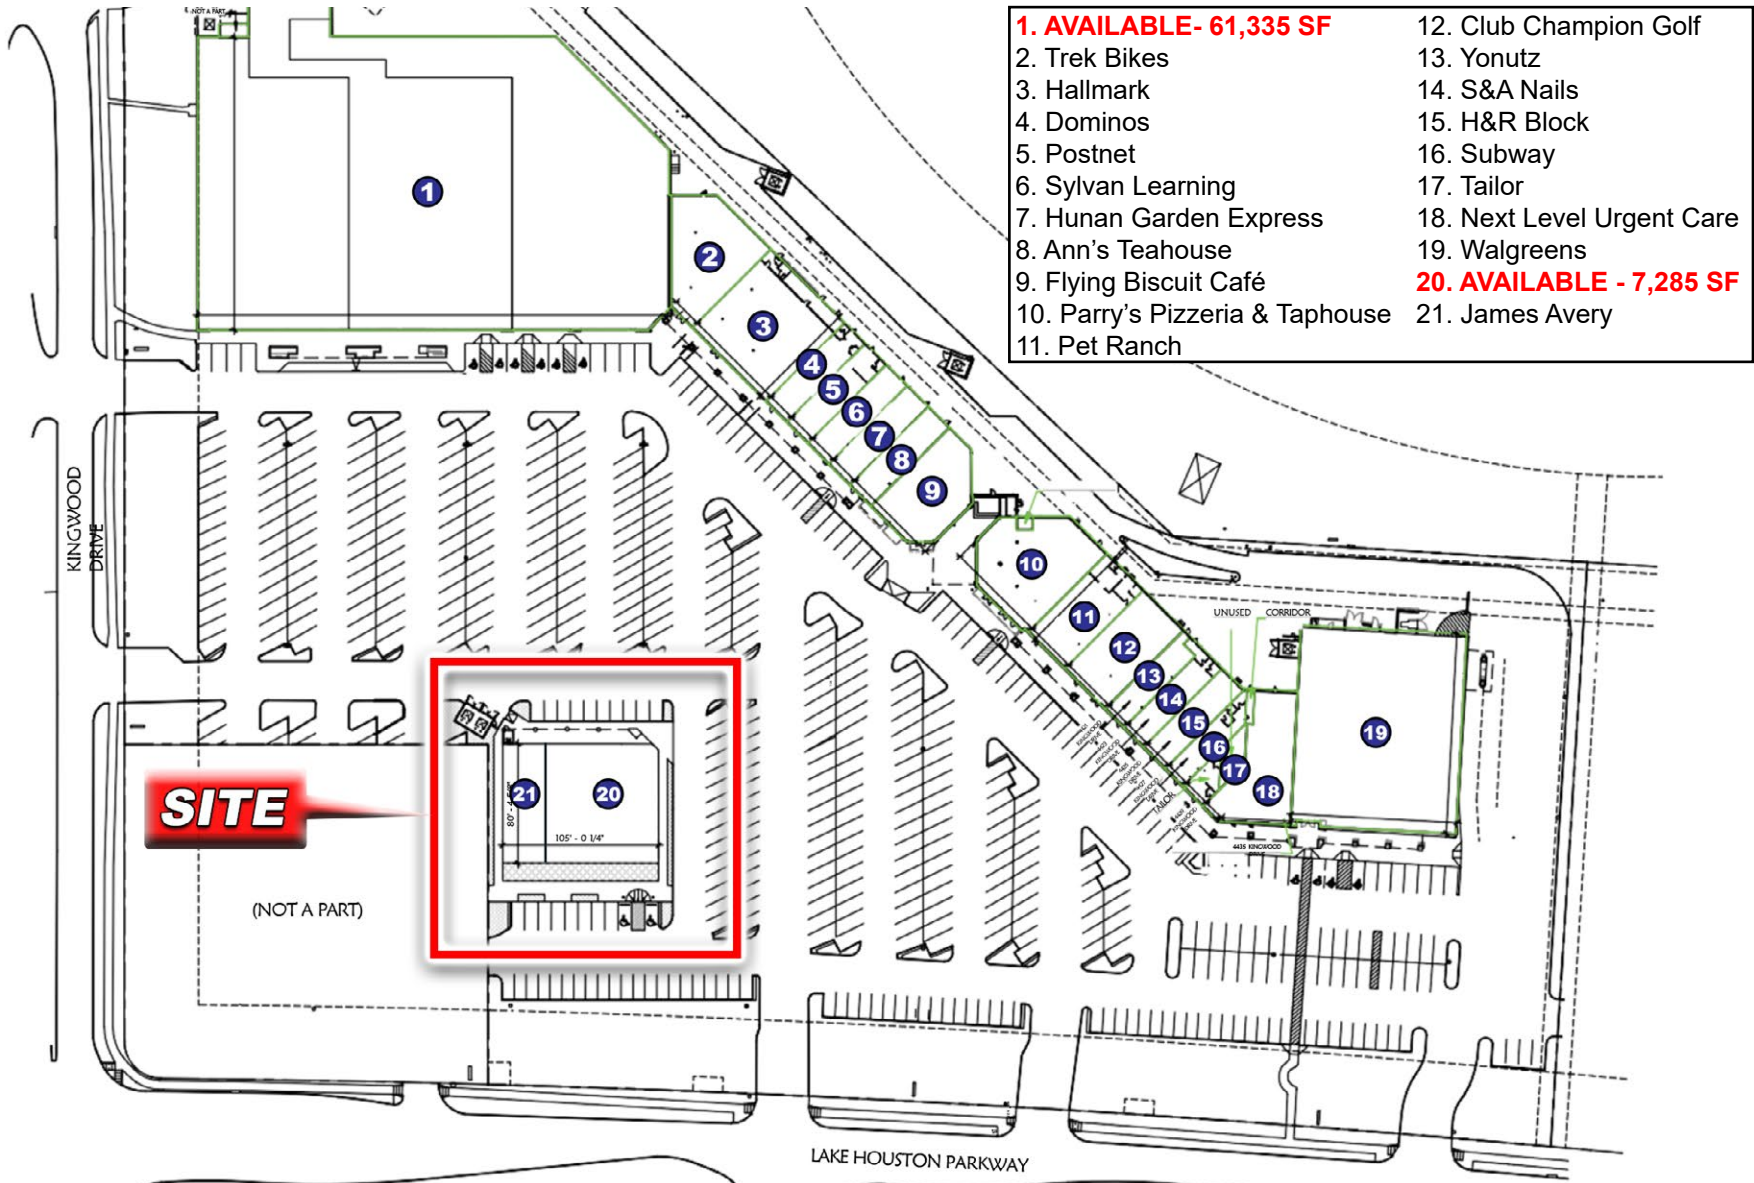 NOT A PART
1. AVAILABLE- 61,335 SF
2. Trek Bikes
3. Hallmark
4. Dominos
5. Postnet
6. Sylvan Learning
7. Hunan Garden Express
8. Ann's Teahouse
9. Flying Biscuit Café
10. Parry's Pizzeria & Taphouse
11. Pet Ranch
12. Club Champion Golf
13. Yonutz
14. S&A Nails
15. H&R Block
16. Subway
17. Tailor
18. Next Level Urgent Care
19. Walgreens
20. AVAILABLE - 7,285 SF
21. James Avery
1
2
3
4
5
6
7
8
9
10
11
12
13
14
15
16
17
18
19
UNUSED CORRIDOR
KINGWOOD
DRIVE
TAILOR
4435 KINGWOOD
SITE
21
20
105' - 0 1/4"
(NOT A PART)
LAKE HOUSTON PARKWAY